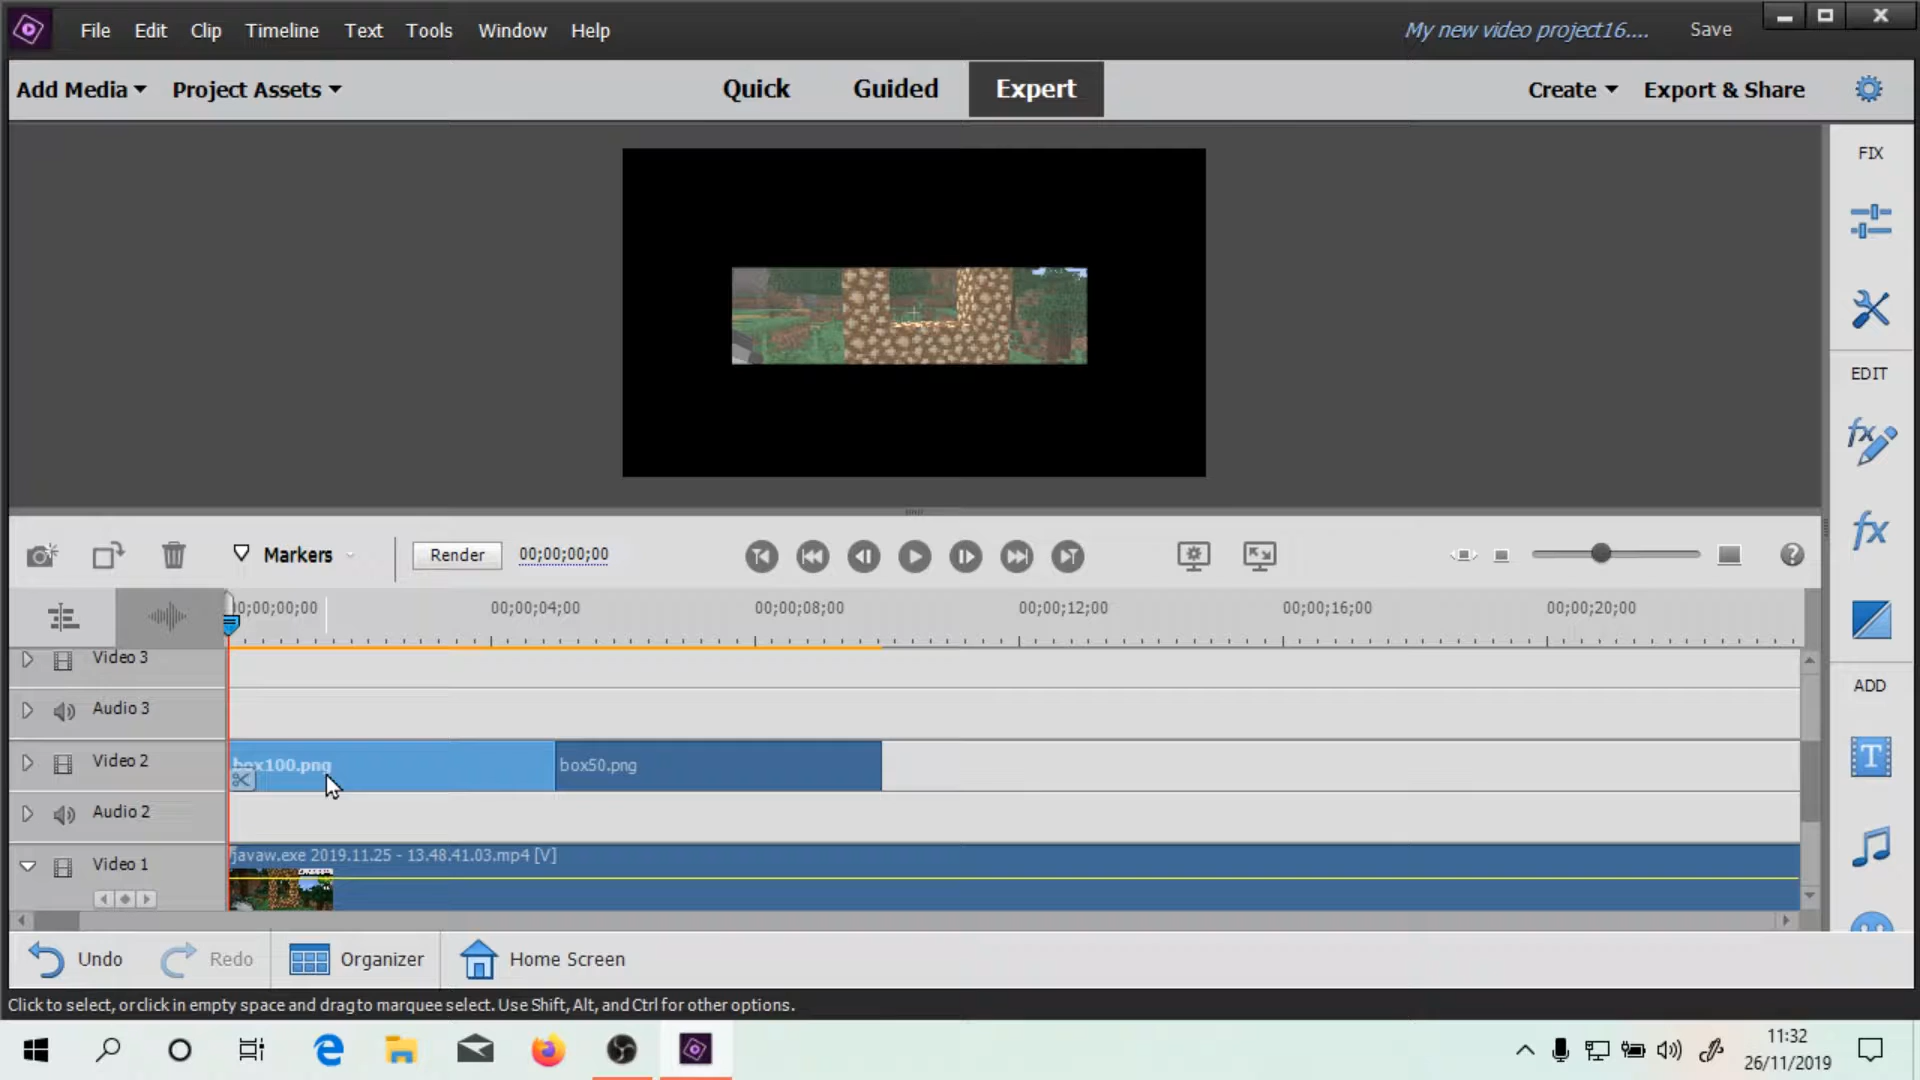 File Edit Clip Timeline Text Tools Window Help My new video project16.... Save
Add Media Project Assets Quick Guided Expert Create Export & Share
FIX
EDIT
Markers Render 00;00;00;00
00;00;04;00 00;00;08;00 00;00;12;00 00;00;16;00 00;00;20;00
Video 3
ADD
Audio 3
Video 2 box100.png box50.png
Audio 2
Video 1 javaw.exe 2019.11.25 - 13.48.41.03.mp4 [V]
Undo Redo Organizer Home Screen
Click to select, or click in empty space and drag to marquee select. Use Shift, Alt, and Ctrl for other options.
11:32
26/11/2019